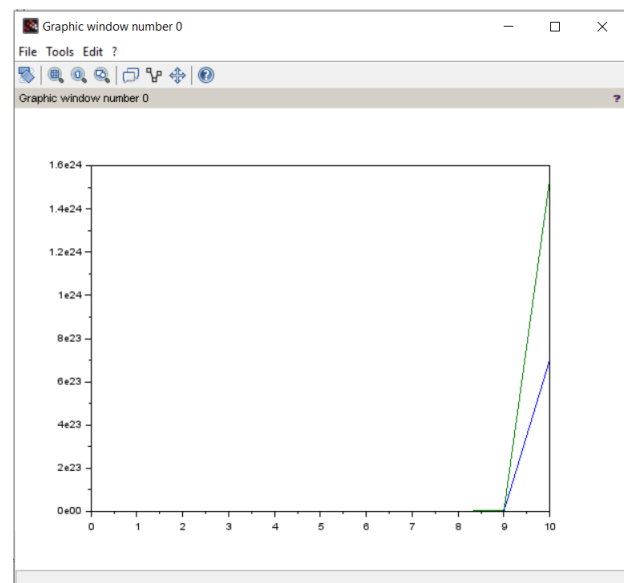 Graphic window number 0
File Tools Edit ?
Graphic window number 0 ?
1.6e24
1.4e24
1.2e24
1e24
8e23
6e23
4e23
2e23
0e00
0 1 2 3 4 5 6 7 8 9 10